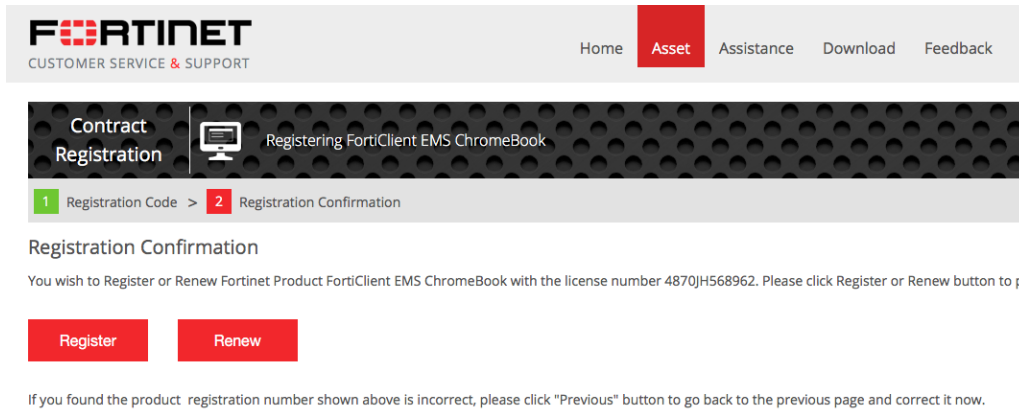 FORTINET
CUSTOMER SERVICE & SUPPORT
Home Asset Assistance Download Feedback
Contract
Registration
Registering FortiClient EMS ChromeBook
1 Registration Code > 2 Registration Confirmation
Registration Confirmation
You wish to Register or Renew Fortinet Product FortiClient EMS ChromeBook with the license number 4870JH568962. Please click Register or Renew button to
Register Renew
If you found the product registration number shown above is incorrect, please click "Previous" button to go back to the previous page and correct it now.